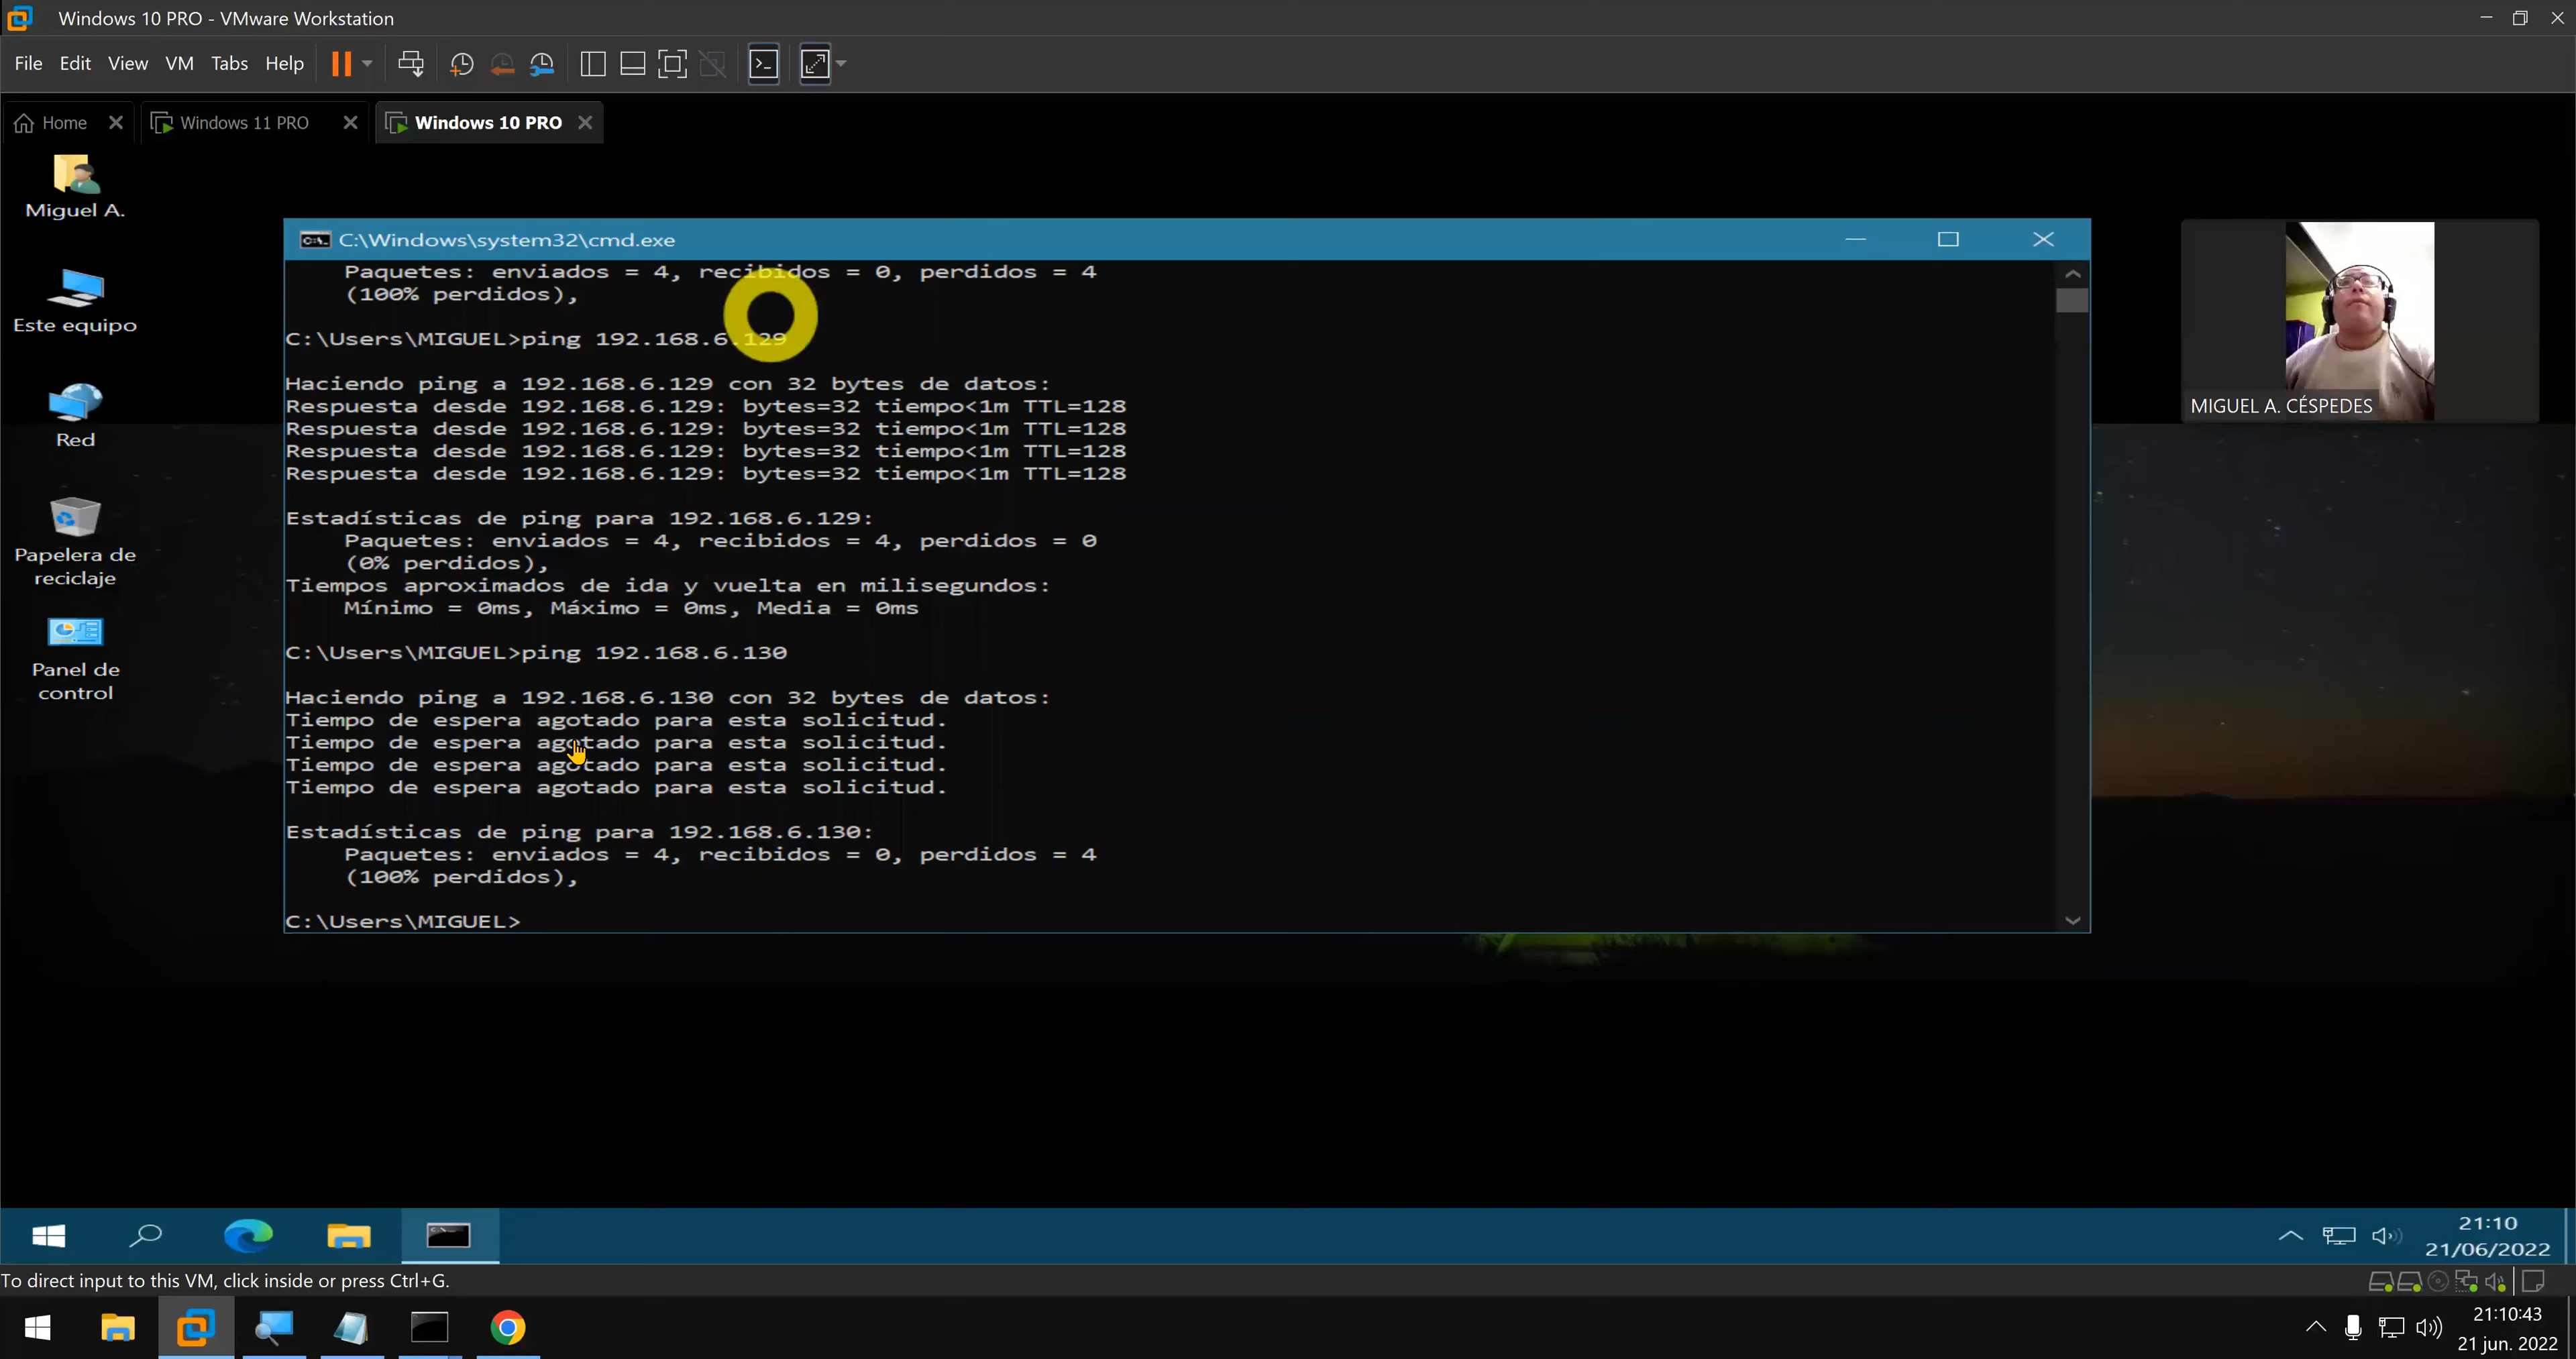 Windows 10 PRO - VMware Workstation
File Edit View VM Tabs Help
Home
Windows 11 PRO
Windows 10 PRO
Miguel A.
Este equipo
Red
Papelera de
reciclaje
Panel de
control
C:\Windows\system32\cmd.exe
Paquetes: enviados = 4, recibidos = 0, perdidos = 4
(100% perdidos),
C:\Users\MIGUEL>ping 192.168.6.129
Haciendo ping a 192.168.6.129 con 32 bytes de datos:
Respuesta desde 192.168.6.129: bytes=32 tiempo<1m TTL=128
Respuesta desde 192.168.6.129: bytes=32 tiempo<1m TTL=128
Respuesta desde 192.168.6.129: bytes=32 tiempo<1m TTL=128
Respuesta desde 192.168.6.129: bytes=32 tiempo<1m TTL=128
Estadísticas de ping para 192.168.6.129:
Paquetes: enviados = 4, recibidos = 4, perdidos = 0
(0% perdidos),
Tiempos aproximados de ida y vuelta en milisegundos:
Mínimo = 0ms, Máximo = 0ms, Media = 0ms
C:\Users\MIGUEL>ping 192.168.6.130
Haciendo ping a 192.168.6.130 con 32 bytes de datos:
Tiempo de espera agotado para esta solicitud.
Tiempo de espera agotado para esta solicitud.
Tiempo de espera agotado para esta solicitud.
Tiempo de espera agotado para esta solicitud.
Estadísticas de ping para 192.168.6.130:
Paquetes: enviados = 4, recibidos = 0, perdidos = 4
(100% perdidos),
C:\Users\MIGUEL>
MIGUEL A. CÉSPEDES
21:10
21/06/2022
To direct input to this VM, click inside or press Ctrl+G.
21:10:43
21 jun. 2022